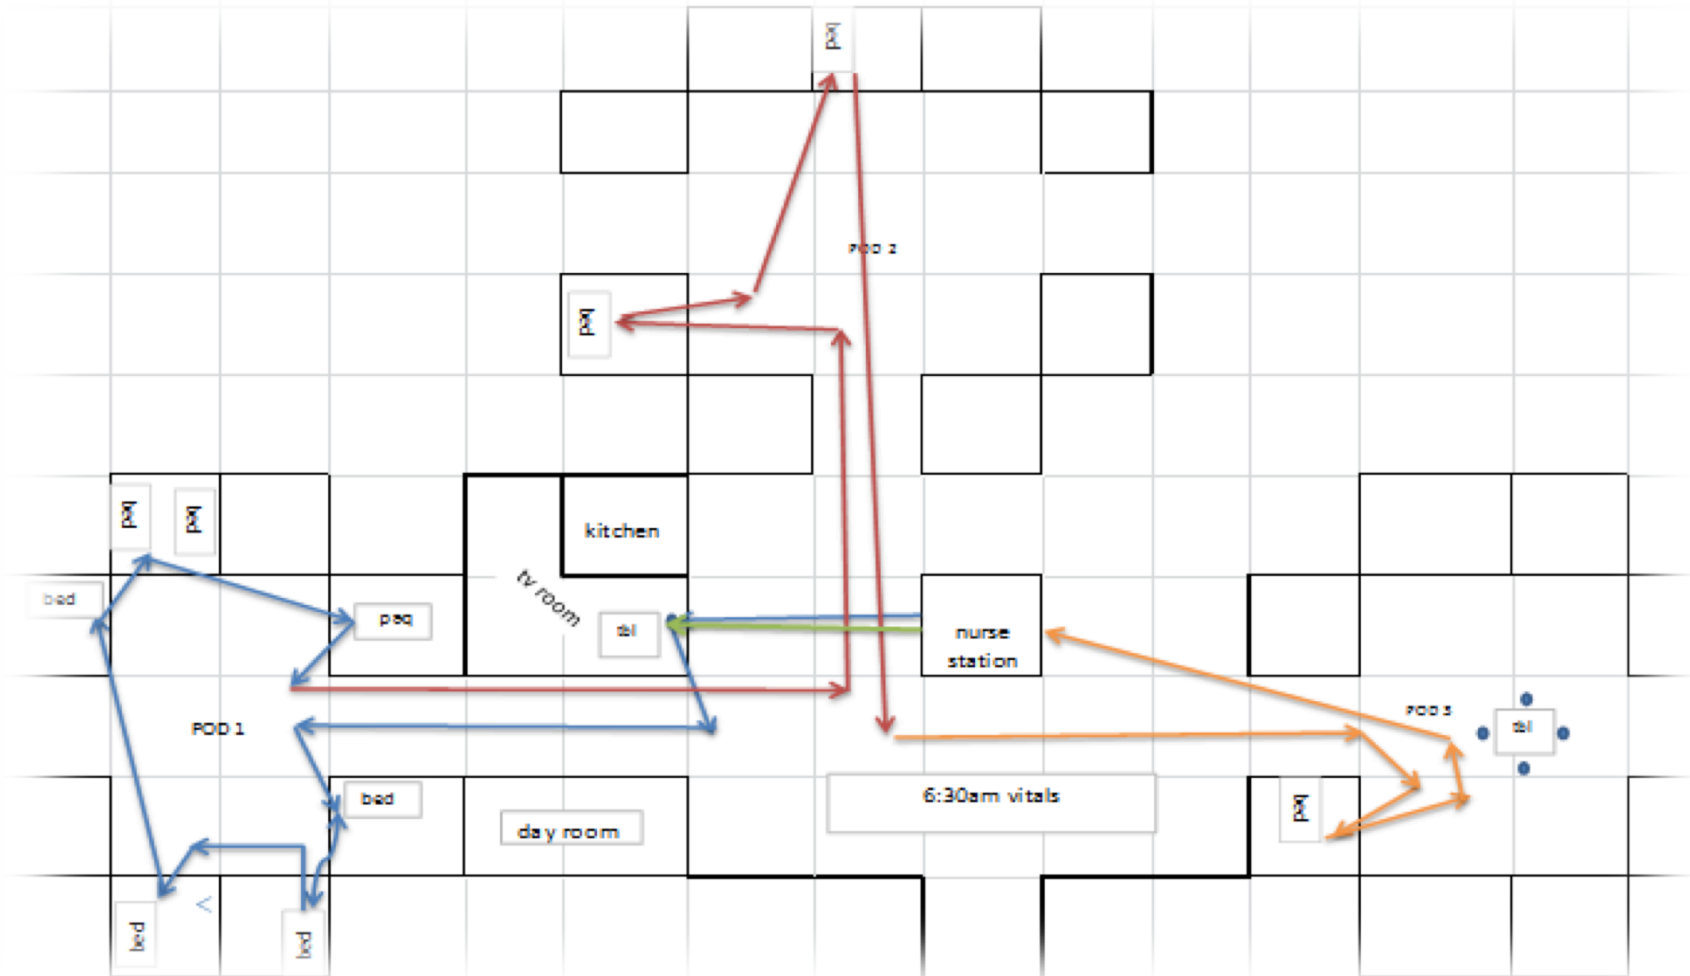 bed
POD 2
bed
bed
bed
kitchen
tv room
bed
paq
tbl
nurse
station
POD 3
tbl
POD 1
bed
day room
6:30am vitals
bed
<
bed
bed